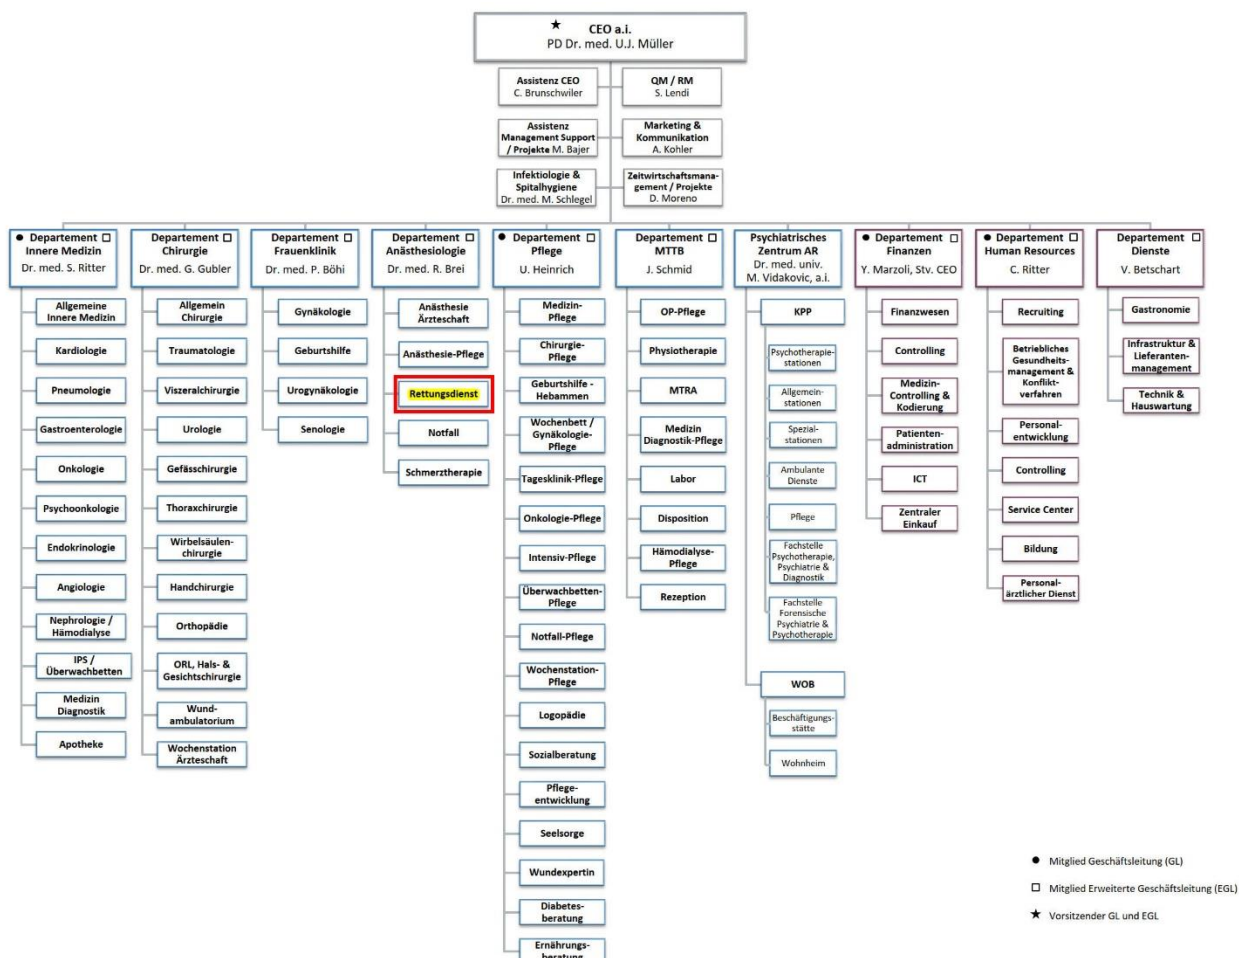 ★ CEO a.i.
PD Dr. med. U.J. Müller
Assistenz CEO
C. Brunschwiler
QM / RM
S. Lendi
Assistenz
Management Support
/ Projekte M. Bajer
Marketing &
Kommunikation
A. Kohler
Infektiologie &
Spitalhygiene
Dr. med. M. Schlegel
Zeitwirtschaftsmana-
gement / Projekte
D. Moreno
● Departement □
Innere Medizin
Dr. med. S. Ritter
Allgemeine
Innere Medizin
Kardiologie
Pneumologie
Gastroenterologie
Onkologie
Psychoonkologie
Endokrinologie
Angiologie
Nephrologie /
Hämodialyse
IPS /
Überwachbetten
Medizin
Diagnostik
Apotheke
Departement □
Chirurgie
Dr. med. G. Gubler
Allgemein
Chirurgie
Traumatologie
Viszeralchirurgie
Urologie
Gefässchirurgie
Thoraxchirurgie
Wirbelsäulen-
chirurgie
Handchirurgie
Orthopädie
ORL, Hals- &
Gesichtschirurgie
Wund-
ambulatorium
Wochenstation
Ärzteschaft
Departement □
Frauenklinik
Dr. med. P. Böhi
Gynäkologie
Geburtshilfe
Urogynäkologie
Senologie
Departement □
Anästhesiologie
Dr. med. R. Brei
Anästhesie
Ärzteschaft
Anästhesie-Pflege
Rettungsdienst
Notfall
Schmerztherapie
● Departement □
Pflege
U. Heinrich
Medizin-
Pflege
Chirurgie-
Pflege
Geburtshilfe -
Hebammen
Wochenbett /
Gynäkologie-
Pflege
Tagesklinik-Pflege
Onkologie-Pflege
Intensiv-Pflege
Überwachbetten-
Pflege
Notfall-Pflege
Wochenstation-
Pflege
Logopädie
Sozialberatung
Pflege-
entwicklung
Seelsorge
Wundexpertin
Diabetes-
beratung
Ernährungs-
beratung
Departement □
MTTB
J. Schmid
OP-Pflege
Physiotherapie
MTRA
Medizin
Diagnostik-Pflege
Labor
Disposition
Hämodialyse-
Pflege
Rezeption
Psychiatrisches
Zentrum AR
Dr. med. univ.
M. Vidakovic, a.i.
KPP
Psychotherapie-
stationen
Allgemein-
stationen
Spezial-
stationen
Ambulante
Dienste
Pflege
Fachstelle
Psychotherapie,
Psychiatrie &
Diagnostik
Fachstelle
Forensische
Psychiatrie &
Psychotherapie
WOB
Beschäftigungs-
stätte
Wohnheim
● Departement □
Finanzen
Y. Marzoli, Stv. CEO
Finanzwesen
Controlling
Medizin-
Controlling &
Kodierung
Patienten-
administration
ICT
Zentraler
Einkauf
● Departement □
Human Resources
C. Ritter
Recruiting
Betriebliches
Gesundheits-
management &
Konflikt-
verfahren
Personal-
entwicklung
Controlling
Service Center
Bildung
Personal-
ärztlicher Dienst
Departement □
Dienste
V. Betschart
Gastronomie
Infrastruktur &
Lieferanten-
management
Technik &
Hauswartung
● Mitglied Geschäftsleitung (GL)
□ Mitglied Erweiterte Geschäftsleitung (EGL)
★ Vorsitzender GL und EGL